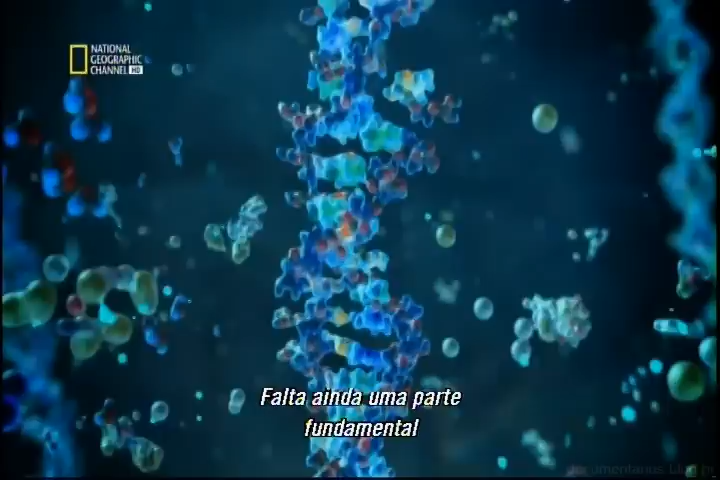 NATIONAL
GEOGRAPHIC
CHANNEL HD
Falta ainda uma parte
fundamental